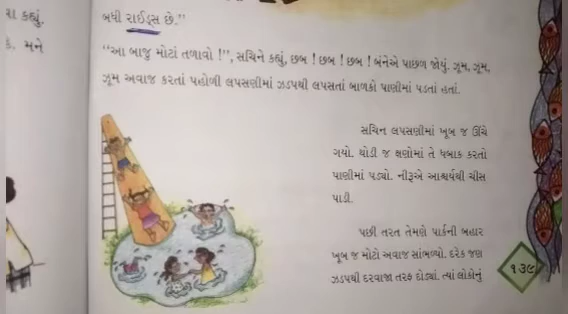 રા કહ્યું,
કે. મને
બધી રાઈડ્સ છે.”
“આ બાજુ મોટાં તળાવો !”, સચિને કહ્યું, છબ ! છબ ! છબ ! બંનેએ પાછળ જોયું. ઝૂમ, ઝૂમ,
ઝૂમ અવાજ કરતાં પહોળી લપસણીમાં ઝડપથી લપસતાં બાળકો પાણીમાં પડતાં હતાં.
સચિન લપસણીમાં ખૂબ જ ઊંચે
ગયો. થોડી જ ક્ષણોમાં તે ધબાક કરતો
પાણીમાં પડ્યો. નીરૂએ આશ્ચર્યથી ચીસ
પાડી.
પછી તરત તેમણે પાર્કની બહાર
ખૂબ જ મોટો અવાજ સાંભળ્યો. દરેક જણ
ઝડપથી દરવાજા તરફ દોડ્યાં. ત્યાં લોકોનું
૧૩૯